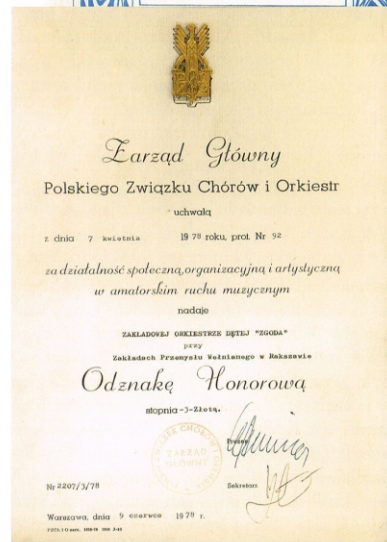 Zarząd Główny
Polskiego Związku Chórów i Orkiestr
uchwałą
z dnia 7 kwietnia 1978 roku, prot. Nr 92
za działalność społeczną, organizacyjną i artystyczną
w amatorskim ruchu muzycznym
nadaje
ZAKŁADOWEJ ORKIESTRZE DĘTEJ "ZGODA"
przy
Zakładach Przemysłu Wełnianego w Rakszawie
Odznakę Honorową
stopnia -3-Złotą.
Prezes
ZARZĄD
GŁÓWNY
Nr 2207/3/78
Sekretarz
Warszawa, dnia 9 czerwca 1978 r.